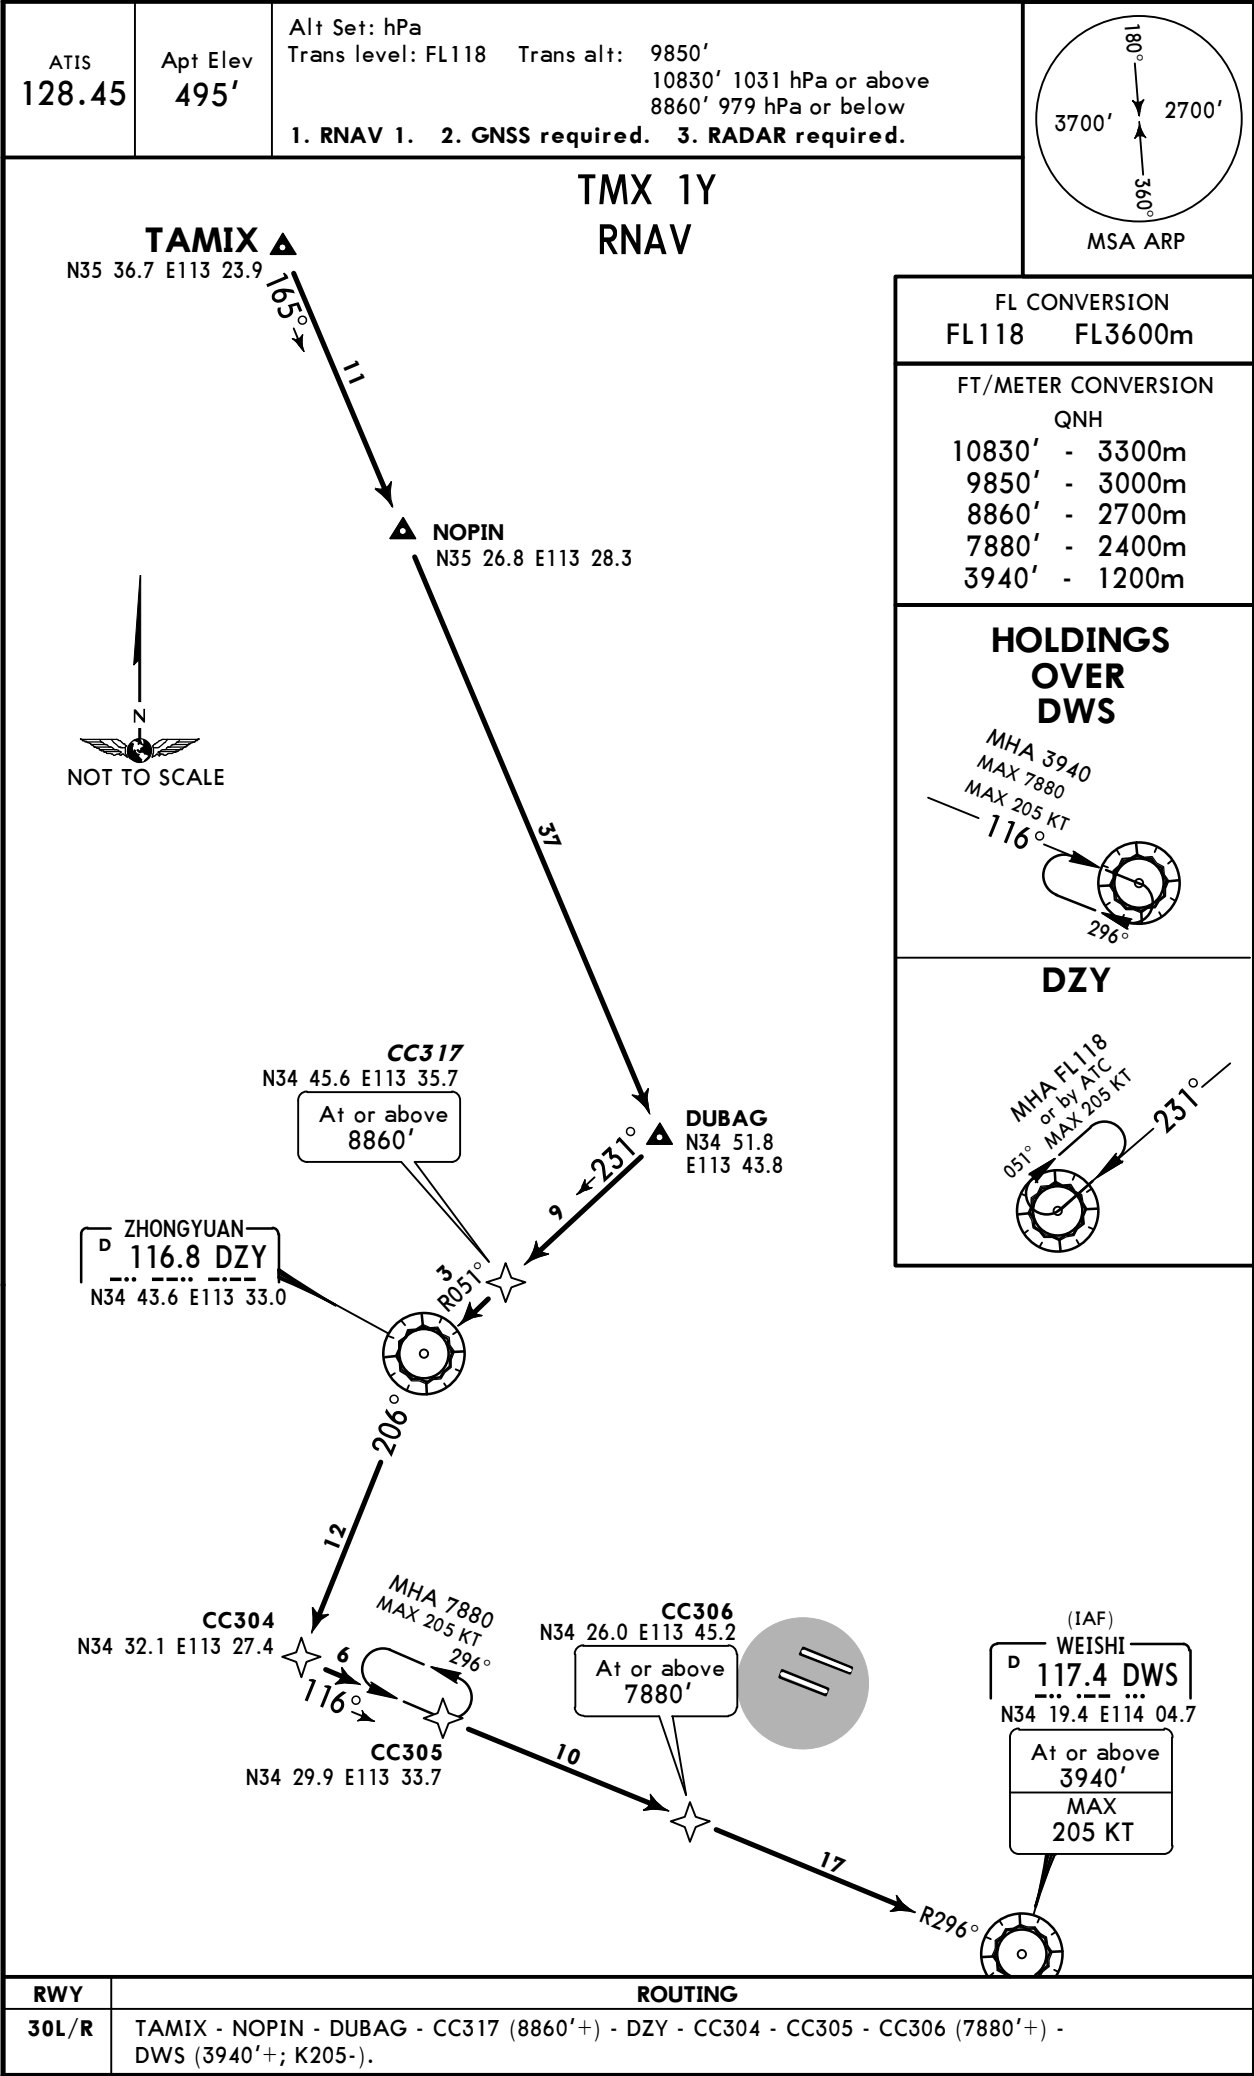 ATIS
128.45
Apt Elev
495'
Alt Set: hPa
Trans level: FL118 Trans alt: 9850'
10830' 1031 hPa or above
8860' 979 hPa or below
1. RNAV 1. 2. GNSS required. 3. RADAR required.
180°
3700' 2700'
360°
MSA ARP
TMX 1Y
RNAV
TAMIX
N35 36.7 E113 23.9
165°
11
NOPIN
N35 26.8 E113 28.3
N
NOT TO SCALE
37
FL CONVERSION
FL118 FL3600m
FT/METER CONVERSION
QNH
10830' - 3300m
9850' - 3000m
8860' - 2700m
7880' - 2400m
3940' - 1200m
HOLDINGS
OVER
DWS
MHA 3940
MAX 7880
MAX 205 KT
116°
296°
DZY
MHA FL118
or by ATC
MAX 205 KT
051°
231°
CC317
N34 45.6 E113 35.7
At or above
8860'
DUBAG
N34 51.8
E113 43.8
231°
9
ZHONGYUAN
D 116.8 DZY
N34 43.6 E113 33.0
3
R051°
206°
12
CC304
N34 32.1 E113 27.4
MHA 7880
MAX 205 KT
296°
6
116°
CC305
N34 29.9 E113 33.7
10
CC306
N34 26.0 E113 45.2
At or above
7880'
17
R296°
(IAF)
WEISHI
D 117.4 DWS
N34 19.4 E114 04.7
At or above
3940'
MAX
205 KT
RWY ROUTING
30L/R TAMIX - NOPIN - DUBAG - CC317 (8860'+) - DZY - CC304 - CC305 - CC306 (7880'+) -
DWS (3940'+; K205-).